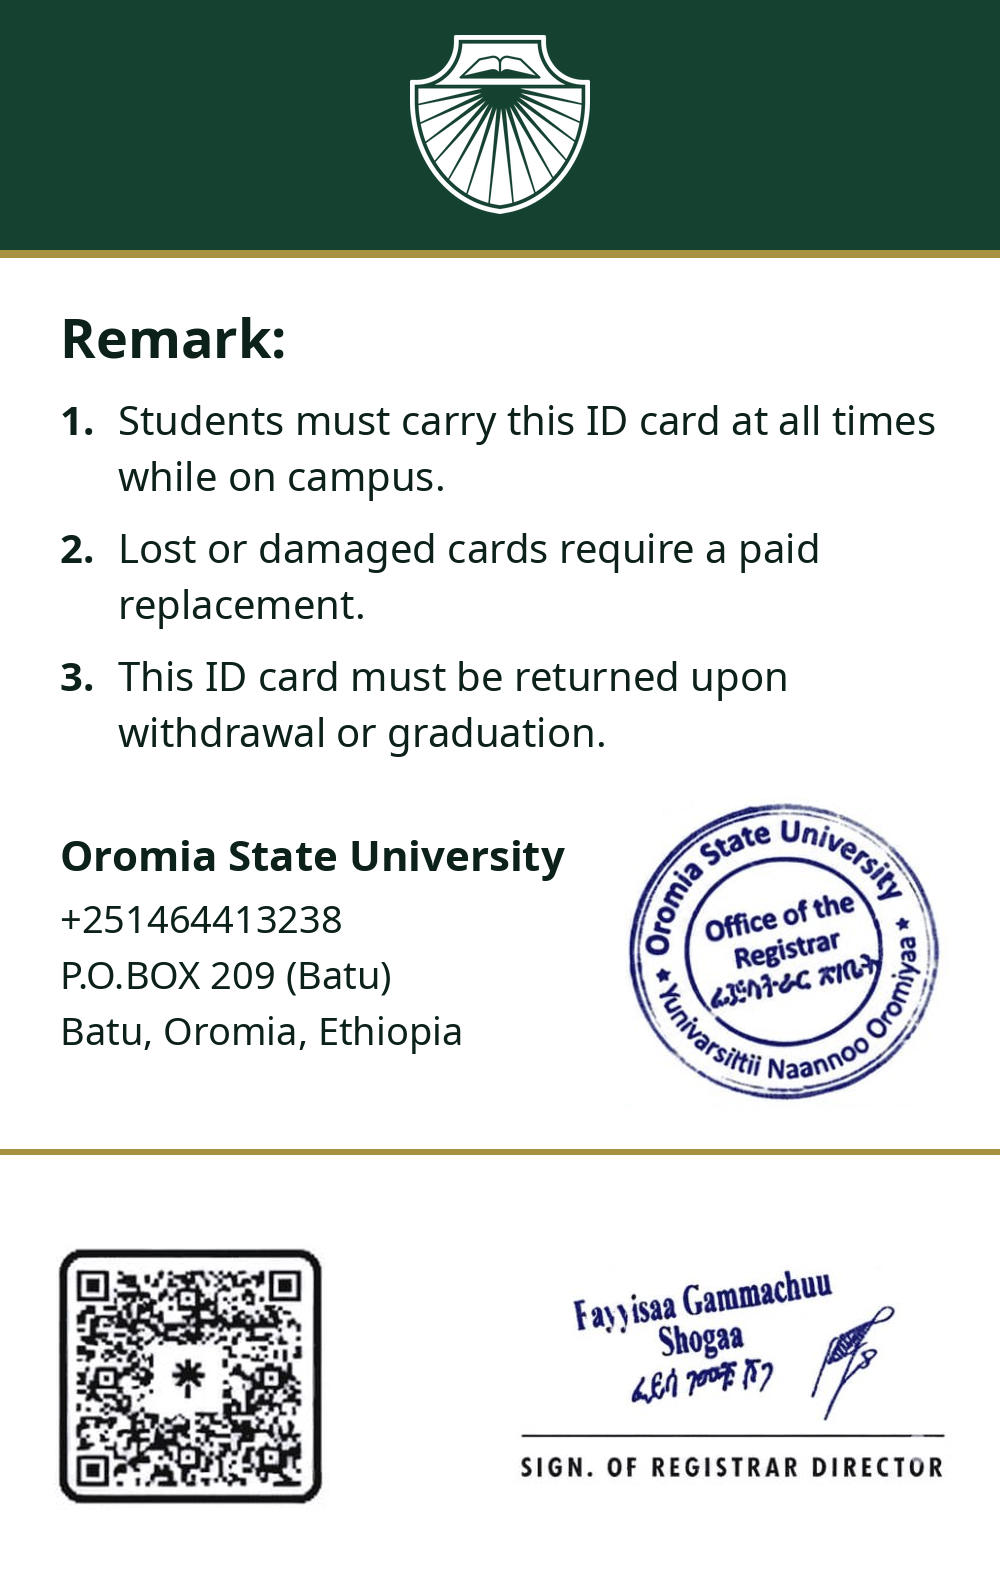 Remark:
1. Students must carry this ID card at all times
while on campus.
2. Lost or damaged cards require a paid
replacement.
3. This ID card must be returned upon
withdrawal or graduation.
Oromia State University
+251464413238
P.O.BOX 209 (Batu)
Batu, Oromia, Ethiopia
Oromia State University
Office of the
Registrar
Yunivarsiitii Naannoo Oromiyaa
Fayyisaa Gammachuu
Shogaa
SIGN. OF REGISTRAR DIRECTOR